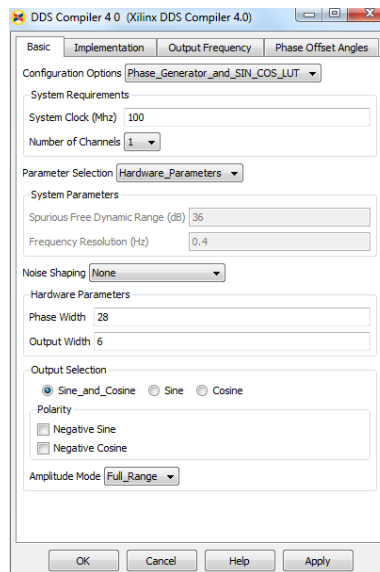 DDS Compiler 4 0 (Xilinx DDS Compiler 4.0)
Basic Implementation Output Frequency Phase Offset Angles
Configuration Options Phase_Generator_and_SIN_COS_LUT
System Requirements
System Clock (Mhz) 100
Number of Channels 1
Parameter Selection Hardware_Parameters
System Parameters
Spurious Free Dynamic Range (dB) 36
Frequency Resolution (Hz) 0.4
Noise Shaping None
Hardware Parameters
Phase Width 28
Output Width 6
Output Selection
Sine_and_Cosine Sine Cosine
Polarity
Negative Sine
Negative Cosine
Amplitude Mode Full_Range
OK Cancel Help Apply